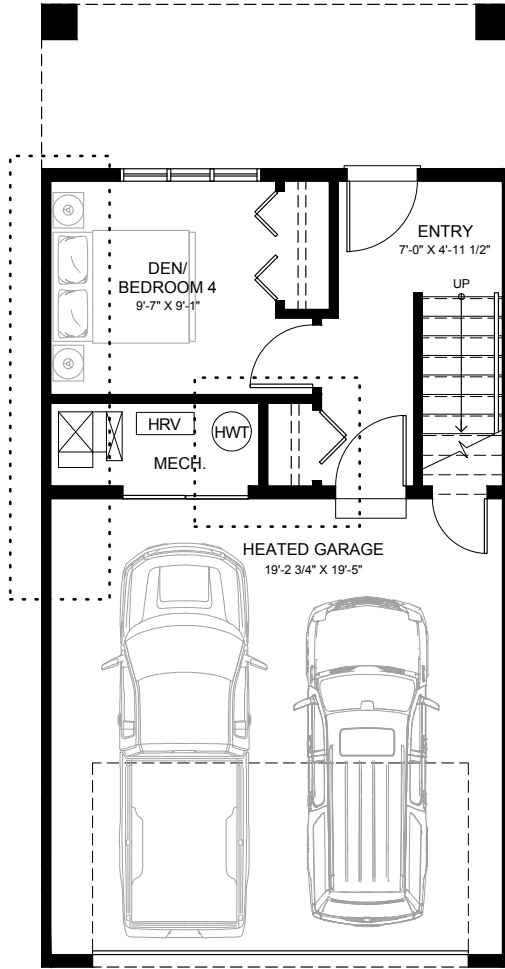 ENTRY
7'-0" X 4'-11 1/2"
DEN/
BEDROOM 4
9'-7" X 9'-1"
UP
HRV
HWT
MECH.
HEATED GARAGE
19'-2 3/4" X 19'-5"